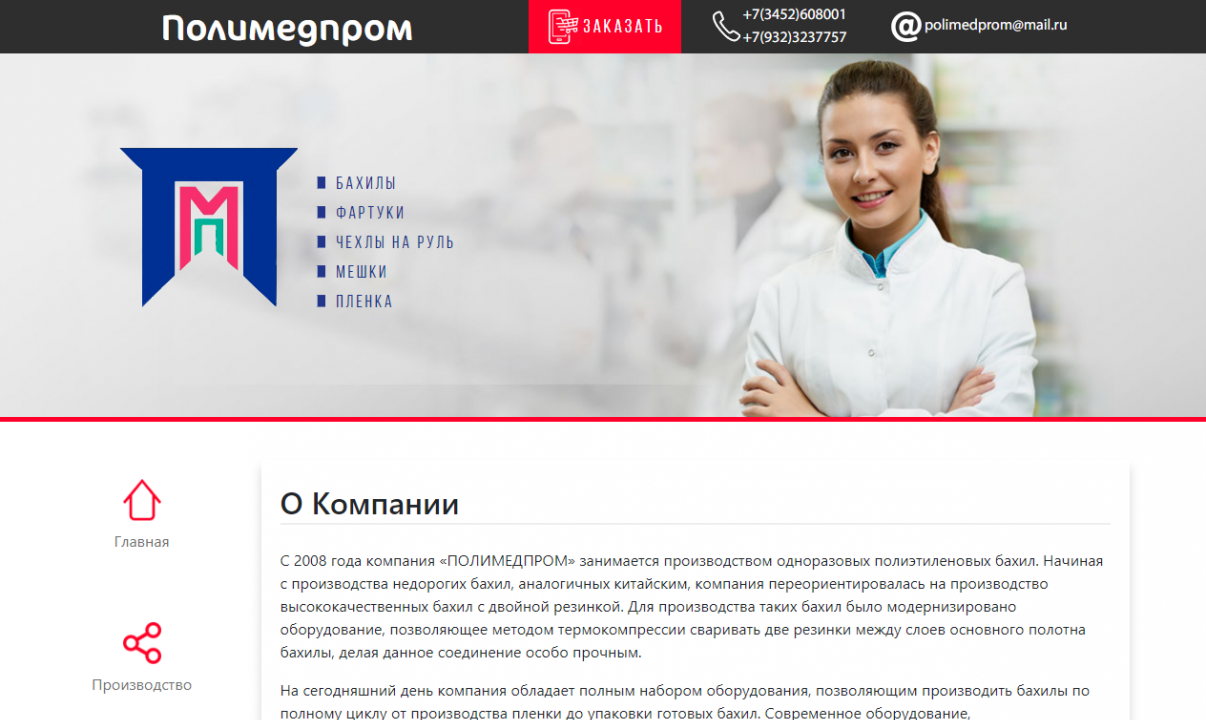 Полимедпром
ЗАКАЗАТЬ
+7(3452)608001
+7(932)3237757
@ polimedprom@mail.ru
МП
БАХИЛЫ
ФАРТУКИ
ЧЕХЛЫ НА РУЛЬ
МЕШКИ
ПЛЕНКА
Главная
Производство
О Компании
С 2008 года компания «ПОЛИМЕДПРОМ» занимается производством одноразовых полиэтиленовых бахил. Начиная
с производства недорогих бахил, аналогичных китайским, компания переориентировалась на производство
высококачественных бахил с двойной резинкой. Для производства таких бахил было модернизировано
оборудование, позволяющее методом термокомпрессии сваривать две резинки между слоев основного полотна
бахилы, делая данное соединение особо прочным.
На сегодняшний день компания обладает полным набором оборудования, позволяющим производить бахилы по
полному циклу от производства пленки до упаковки готовых бахил. Современное оборудование,